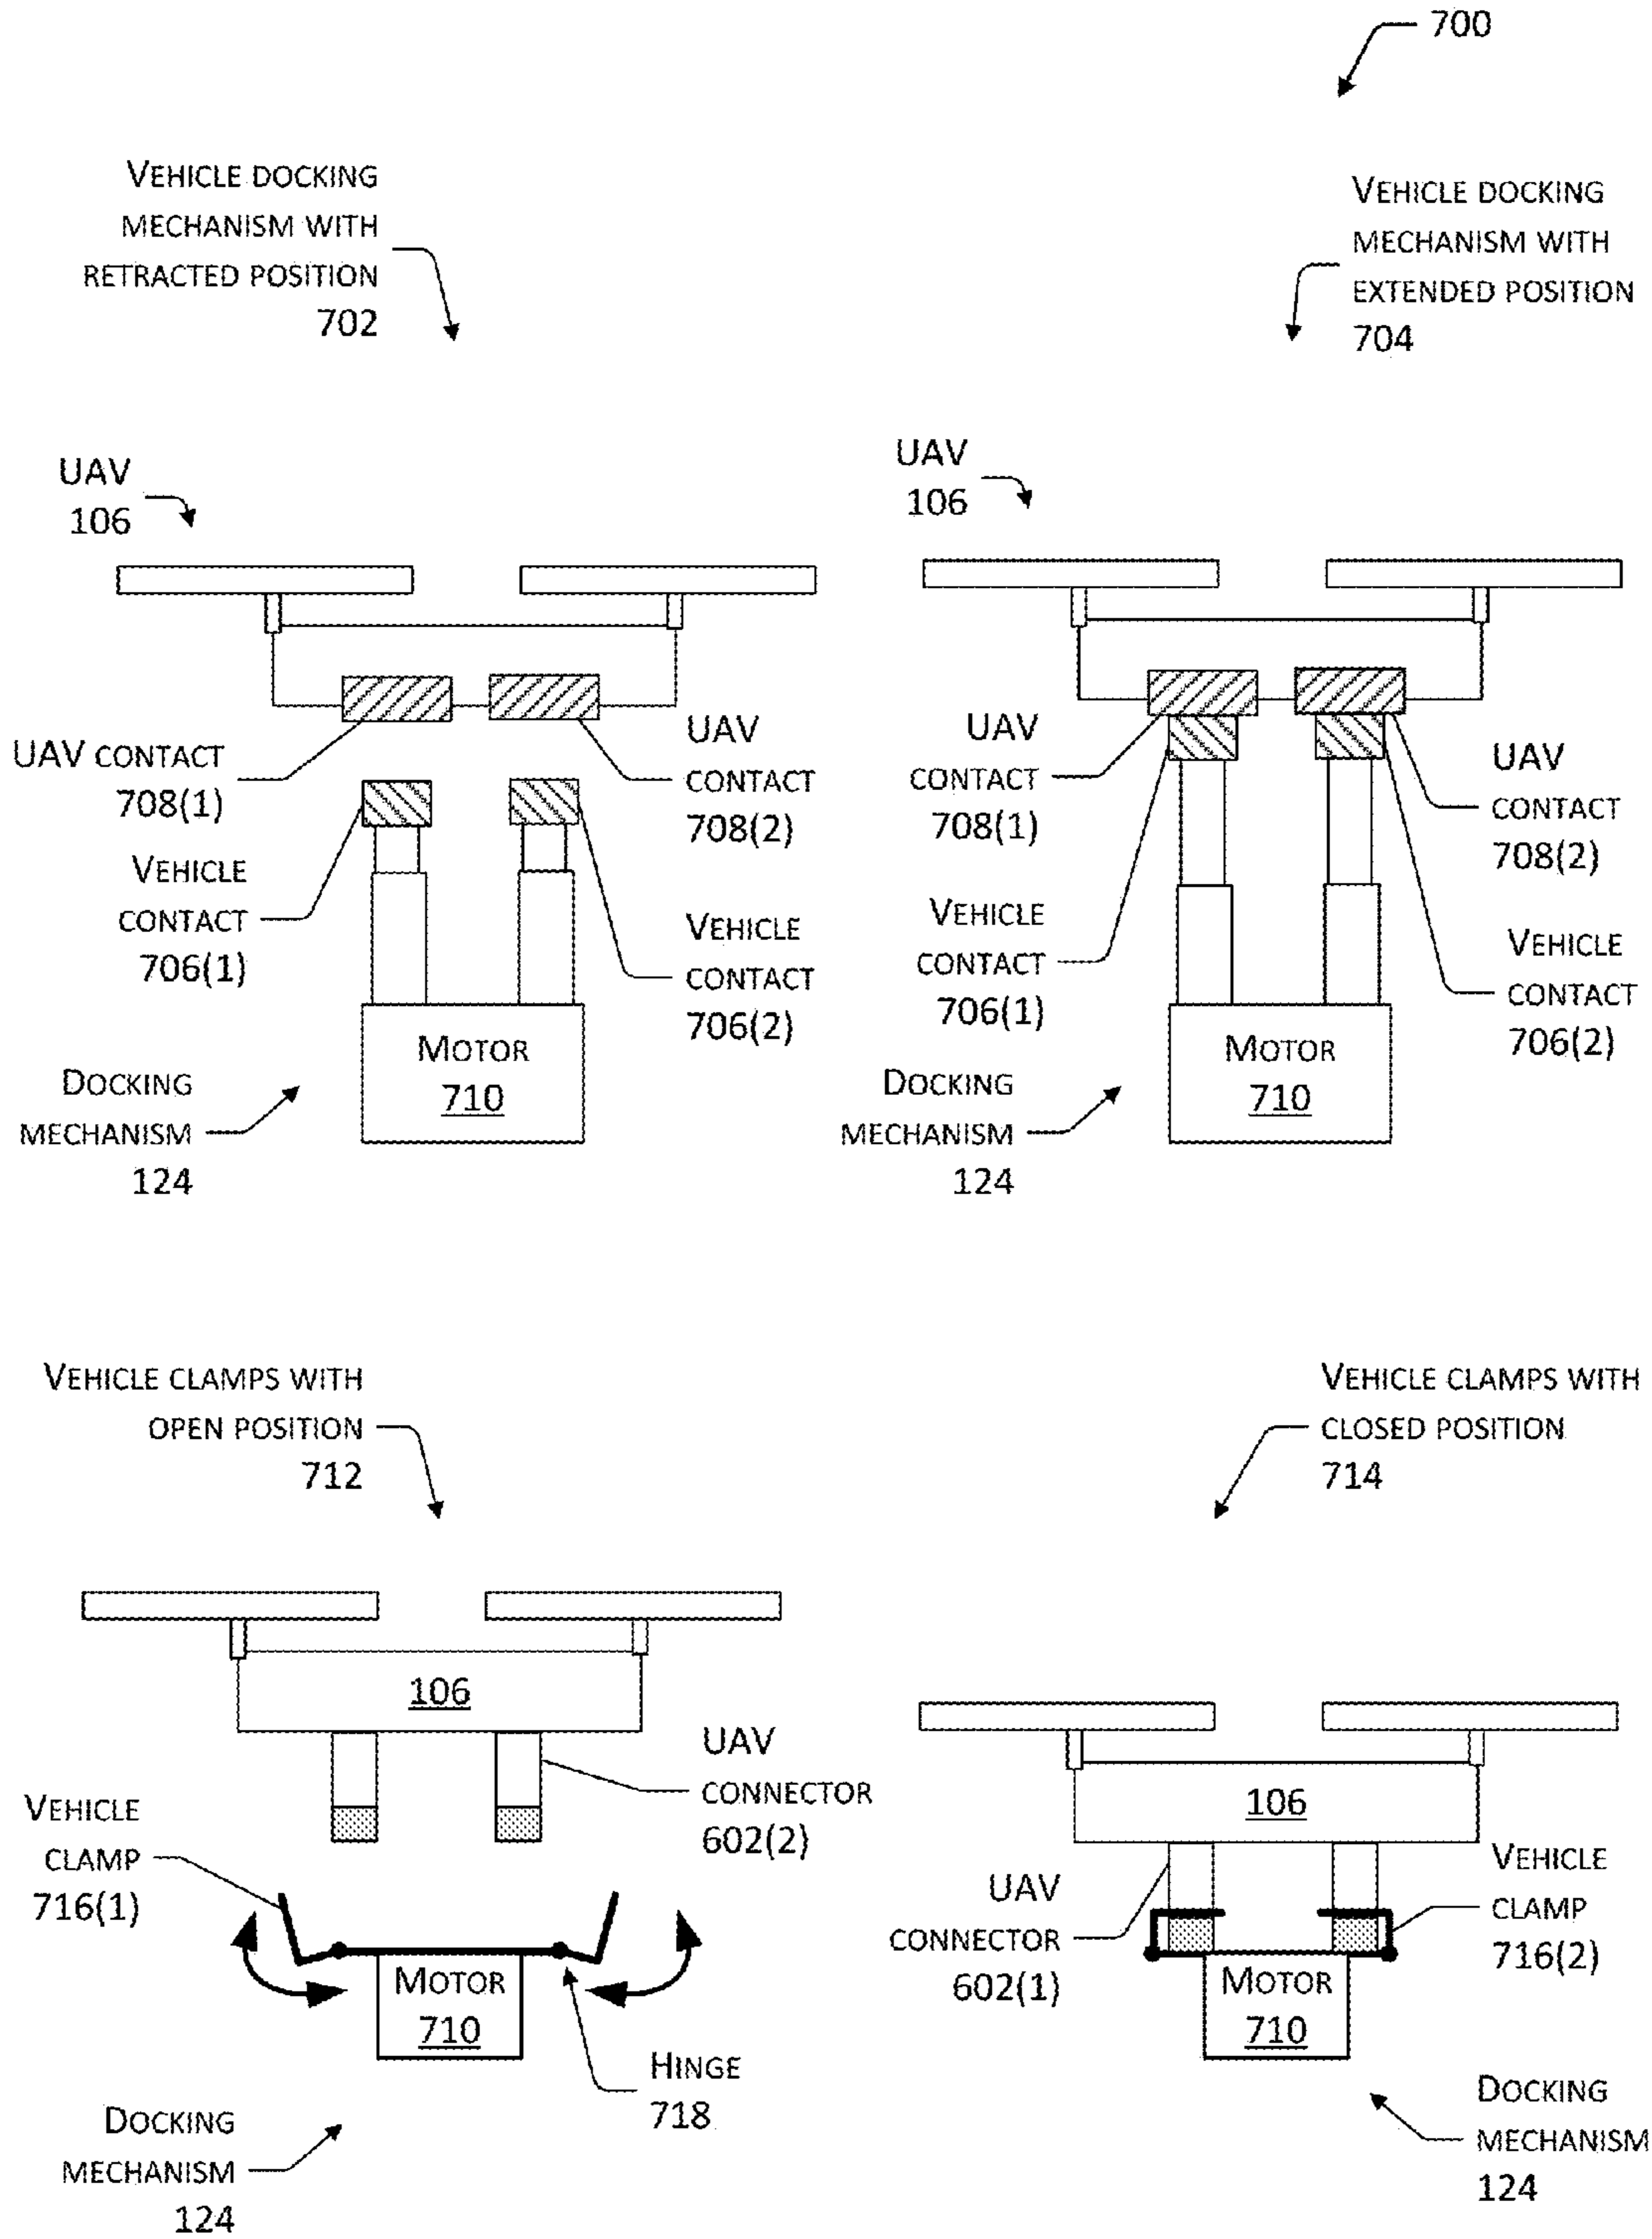 700
VEHICLE DOCKING
MECHANISM WITH
RETRACTED POSITION
702
VEHICLE DOCKING
MECHANISM WITH
EXTENDED POSITION
704
UAV
106
UAV CONTACT
708(1)
UAV
CONTACT
708(2)
VEHICLE
CONTACT
706(1)
VEHICLE
CONTACT
706(2)
MOTOR
710
DOCKING
MECHANISM
124
UAV
106
UAV
CONTACT
708(1)
UAV
CONTACT
708(2)
VEHICLE
CONTACT
706(1)
VEHICLE
CONTACT
706(2)
MOTOR
710
DOCKING
MECHANISM
124
VEHICLE CLAMPS WITH
OPEN POSITION
712
VEHICLE CLAMPS WITH
CLOSED POSITION
714
106
UAV
CONNECTOR
602(2)
VEHICLE
CLAMP
716(1)
MOTOR
710
HINGE
718
DOCKING
MECHANISM
124
106
UAV
CONNECTOR
602(1)
VEHICLE
CLAMP
716(2)
MOTOR
710
DOCKING
MECHANISM
124